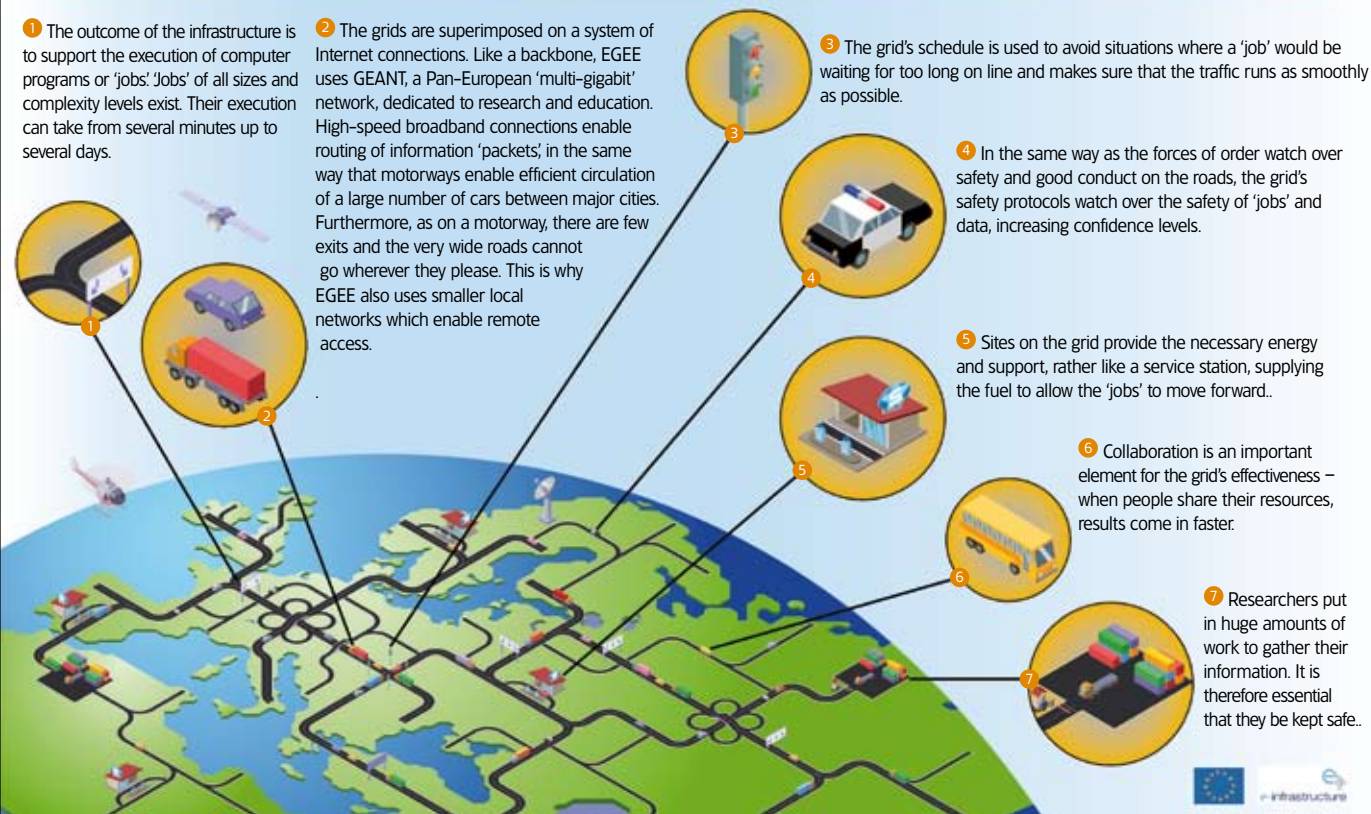 1 The outcome of the infrastructure is
to support the execution of computer
programs or ‘jobs’. ‘Jobs’ of all sizes and
complexity levels exist. Their execution
can take from several minutes up to
several days.
2 The grids are superimposed on a system of
Internet connections. Like a backbone, EGEE
uses GEANT, a Pan-European ‘multi-gigabit’
network, dedicated to research and education.
High-speed broadband connections enable
routing of information ‘packets’, in the same
way that motorways enable efficient circulation
of a large number of cars between major cities.
Furthermore, as on a motorway, there are few
exits and the very wide roads cannot
go wherever they please. This is why
EGEE also uses smaller local
networks which enable remote
access.
.
3 The grid’s schedule is used to avoid situations where a ‘job’ would be
waiting for too long on line and makes sure that the traffic runs as smoothly
as possible.
4 In the same way as the forces of order watch over
safety and good conduct on the roads, the grid’s
safety protocols watch over the safety of ‘jobs’ and
data, increasing confidence levels.
5 Sites on the grid provide the necessary energy
and support, rather like a service station, supplying
the fuel to allow the ‘jobs’ to move forward..
6 Collaboration is an important
element for the grid’s effectiveness –
when people share their resources,
results come in faster.
7 Researchers put
in huge amounts of
work to gather their
information. It is
therefore essential
that they be kept safe..
1
2
3
4
5
6
7
e-infrastructure